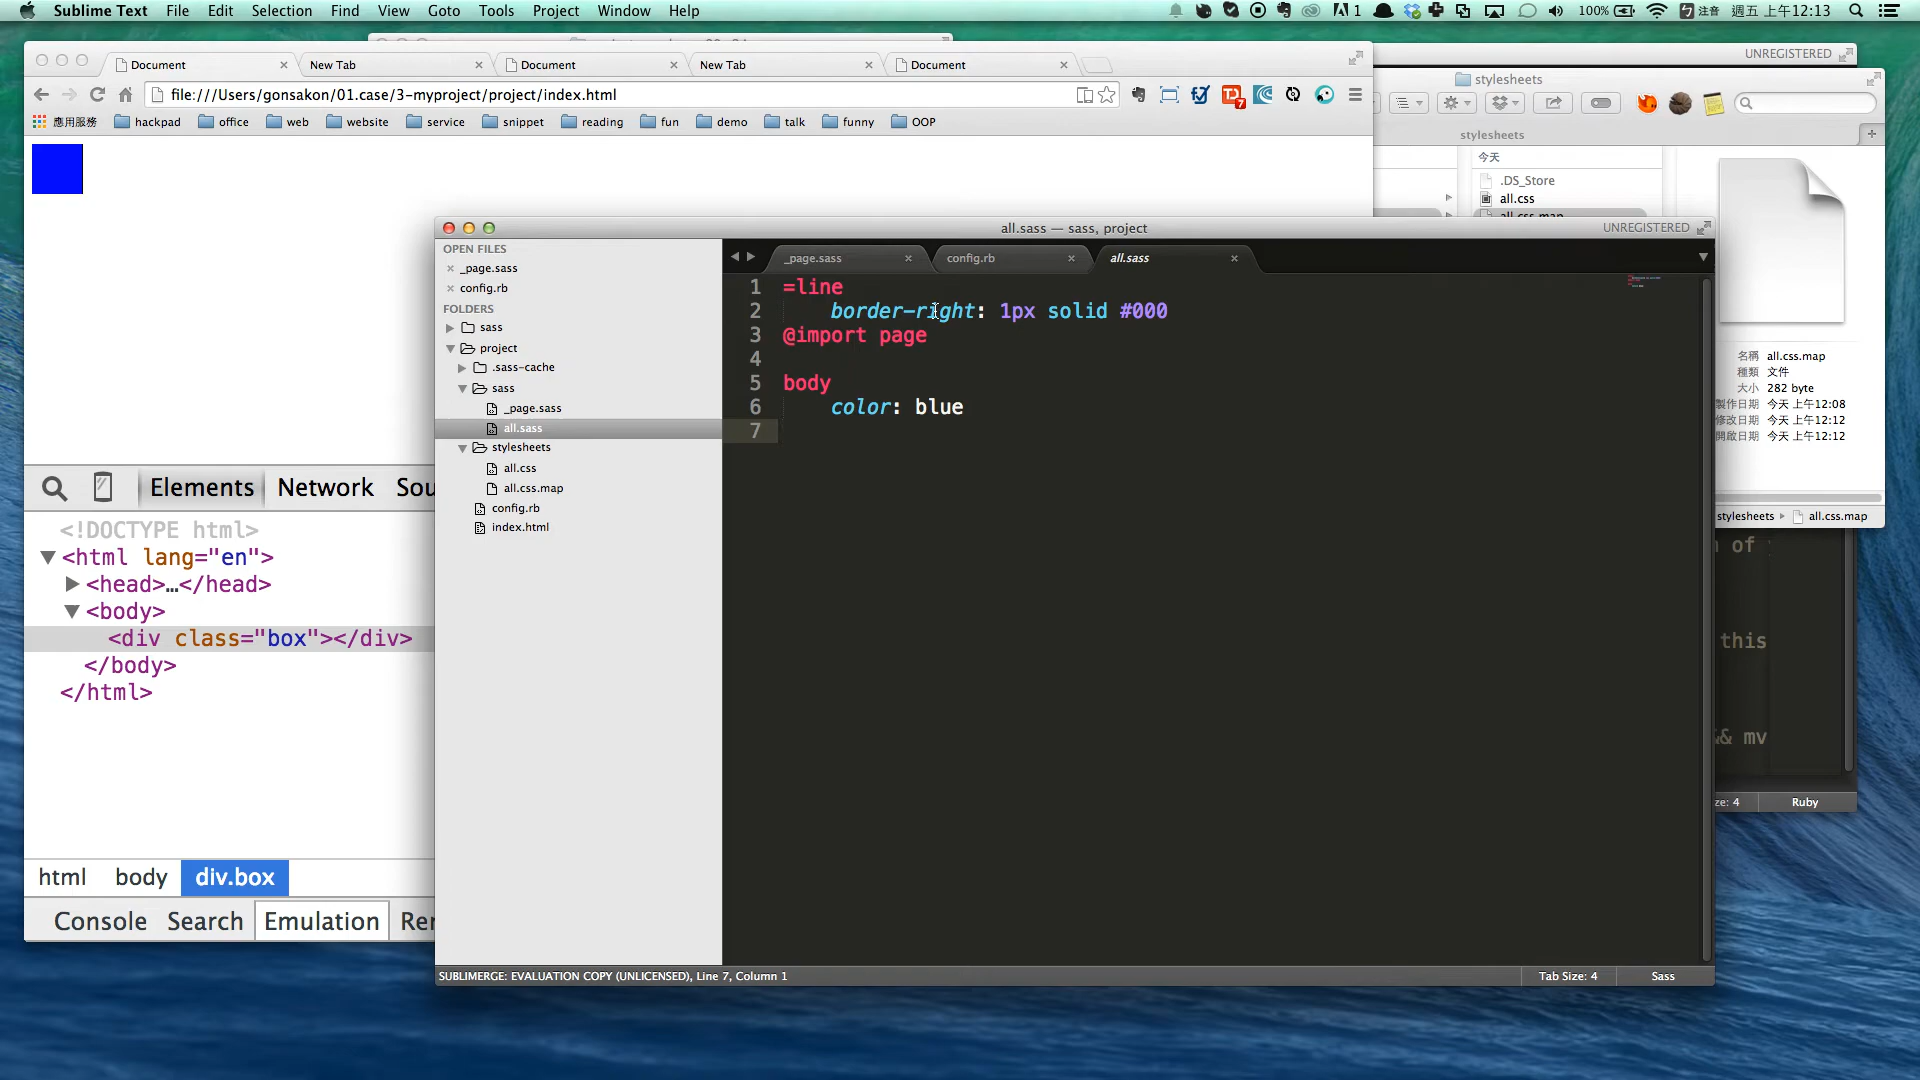 Sublime Text File Edit Selection Find View Goto Tools Project Window Help
1 100% 注音 週五 上午12:13
Document New Tab Document New Tab Document
file:///Users/gonsakon/01.case/3-myproject/project/index.html
7
應用服務 hackpad office web website service snippet reading fun demo talk funny OOP
UNREGISTERED
stylesheets
stylesheets
今天
.DS_Store
all.css
all.css.map
名稱 all.css.map
種類 文件
大小 282 byte
製作日期 今天 上午12:08
修改日期 今天 上午12:12
開啟日期 今天 上午12:12
stylesheets all.css.map
all.sass — sass, project
UNREGISTERED
OPEN FILES
_page.sass
config.rb
FOLDERS
sass
project
.sass-cache
sass
_page.sass
all.sass
stylesheets
all.css
all.css.map
config.rb
index.html
_page.sass config.rb all.sass
1 =line
2 border-right: 1px solid #000
3 @import page
4
5 body
6 color: blue
7
SUBLIMERGE: EVALUATION COPY (UNLICENSED), Line 7, Column 1
Tab Size: 4 Sass
Elements Network Sou
<!DOCTYPE html>
<html lang="en">
<head>…</head>
<body>
<div class="box"></div>
</body>
</html>
html body div.box
Console Search Emulation Rer
of
this
&& mv
ze: 4 Ruby